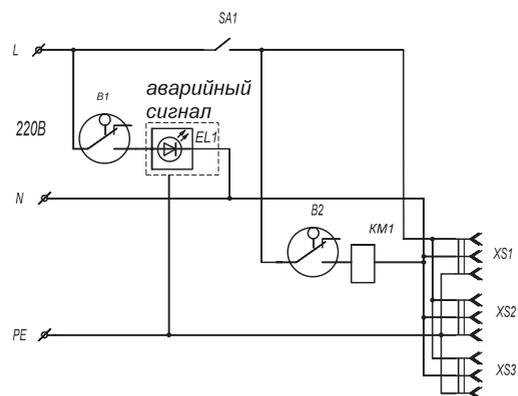 SA1
L
B1
аварийный
сигнал
EL1
220В
N
B2
KM1
XS1
XS2
PE
XS3